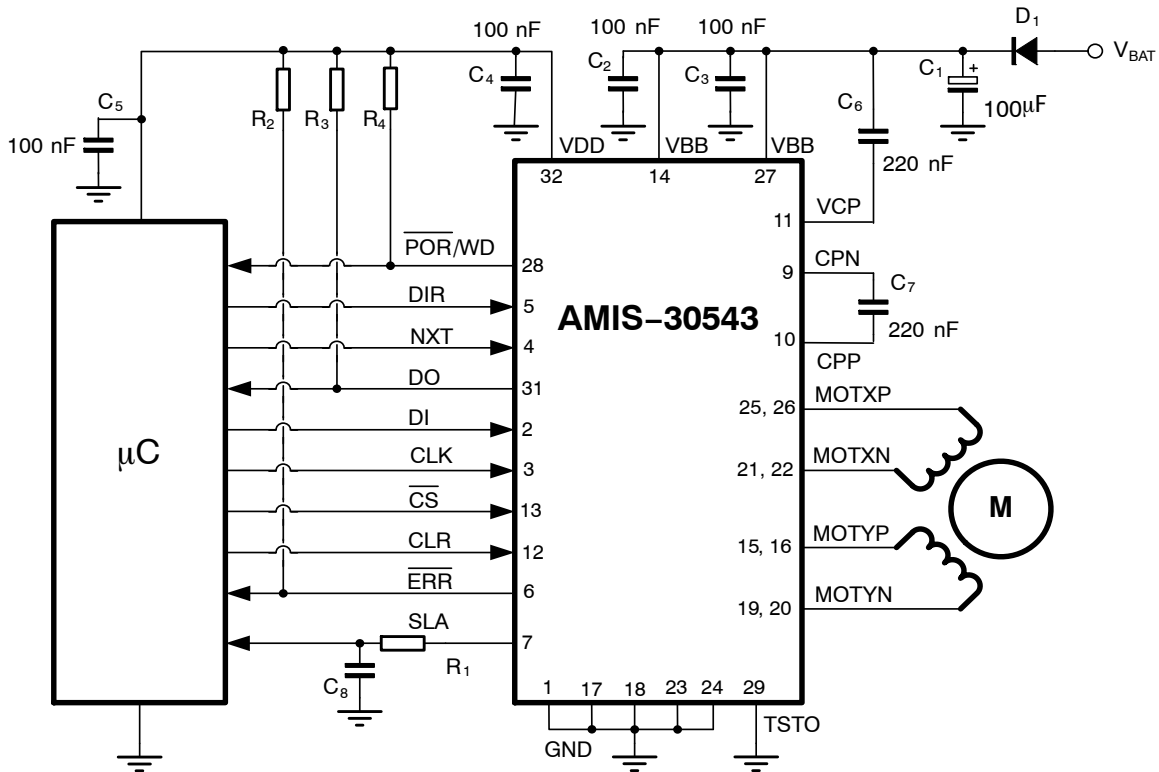 100 nF
100 nF
100 nF
D1
VBAT
C4
C2
C3
C1
+
100μF
C5
100 nF
R2
R3
R4
C6
220 nF
VDD
VBB
VBB
32
14
27
11
VCP
POR/WD
28
9
CPN
C7
220 nF
10
CPP
DIR
5
AMIS–30543
NXT
4
DO
31
DI
2
μC
CLK
3
CS
13
CLR
12
ERR
6
SLA
7
R1
C8
25, 26
MOTXP
21, 22
MOTXN
M
15, 16
MOTYP
19, 20
MOTYN
1
17
18
23
24
29
GND
TSTO